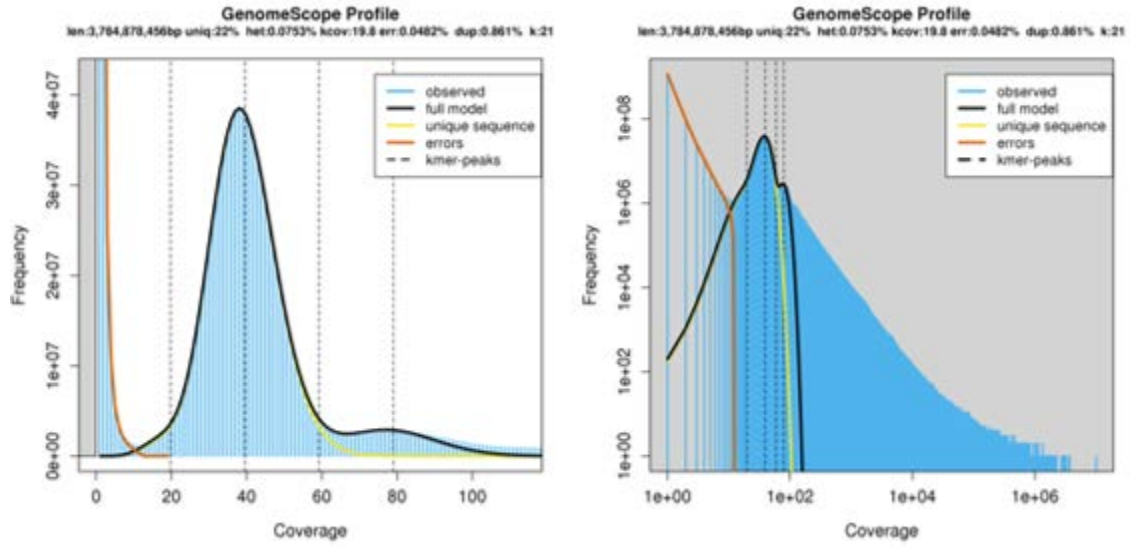 GenomeScope Profile
len:3,784,878,456bp uniq:22% het:0.0753% kcov:19.8 err:0.0482% dup:0.861% k:21
observed
full model
unique sequence
errors
kmer-peaks
Frequency
0e+00
1e+07
2e+07
3e+07
4e+07
0
20
40
60
80
100
Coverage
GenomeScope Profile
len:3,784,878,456bp uniq:22% het:0.0753% kcov:19.8 err:0.0482% dup:0.861% k:21
observed
full model
unique sequence
errors
kmer-peaks
Frequency
1e+00
1e+02
1e+04
1e+06
1e+08
1e+00
1e+02
1e+04
1e+06
Coverage